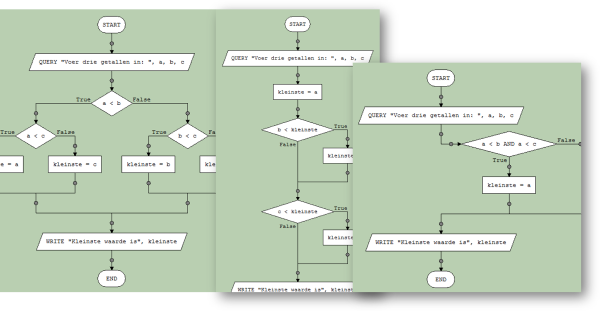 START
QUERY "Voer drie getallen in: ", a, b, c
a < b
True False
True a < c False
True b < c
= a
kleinste = c
kleinste = b
WRITE "Kleinste waarde is", kleinste
END
START
QUERY "Voer drie getallen in: ", a, b, c
kleinste = a
b < kleinste True
False
kleinste
c < kleinste True
False
kleinste
WRITE "Kleinste waarde is", kleinst
START
QUERY "Voer drie getallen in: ", a, b, c
a < b AND a < c False
True
kleinste = a
WRITE "Kleinste waarde is", kleinste
END